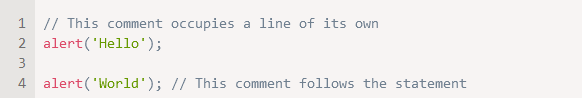 1 // This comment occupies a line of its own
2 alert('Hello');
3
4 alert('World'); // This comment follows the statement